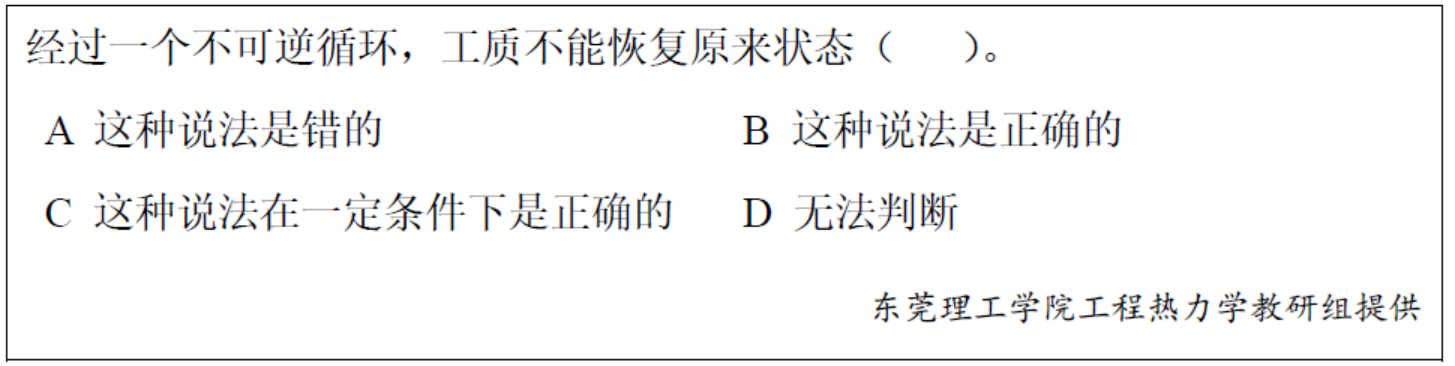 经过一个不可逆循环，工质不能恢复原来状态（　　）。
A 这种说法是错的　　B 这种说法是正确的
C 这种说法在一定条件下是正确的　　D 无法判断
东莞理工学院工程热力学教研组提供